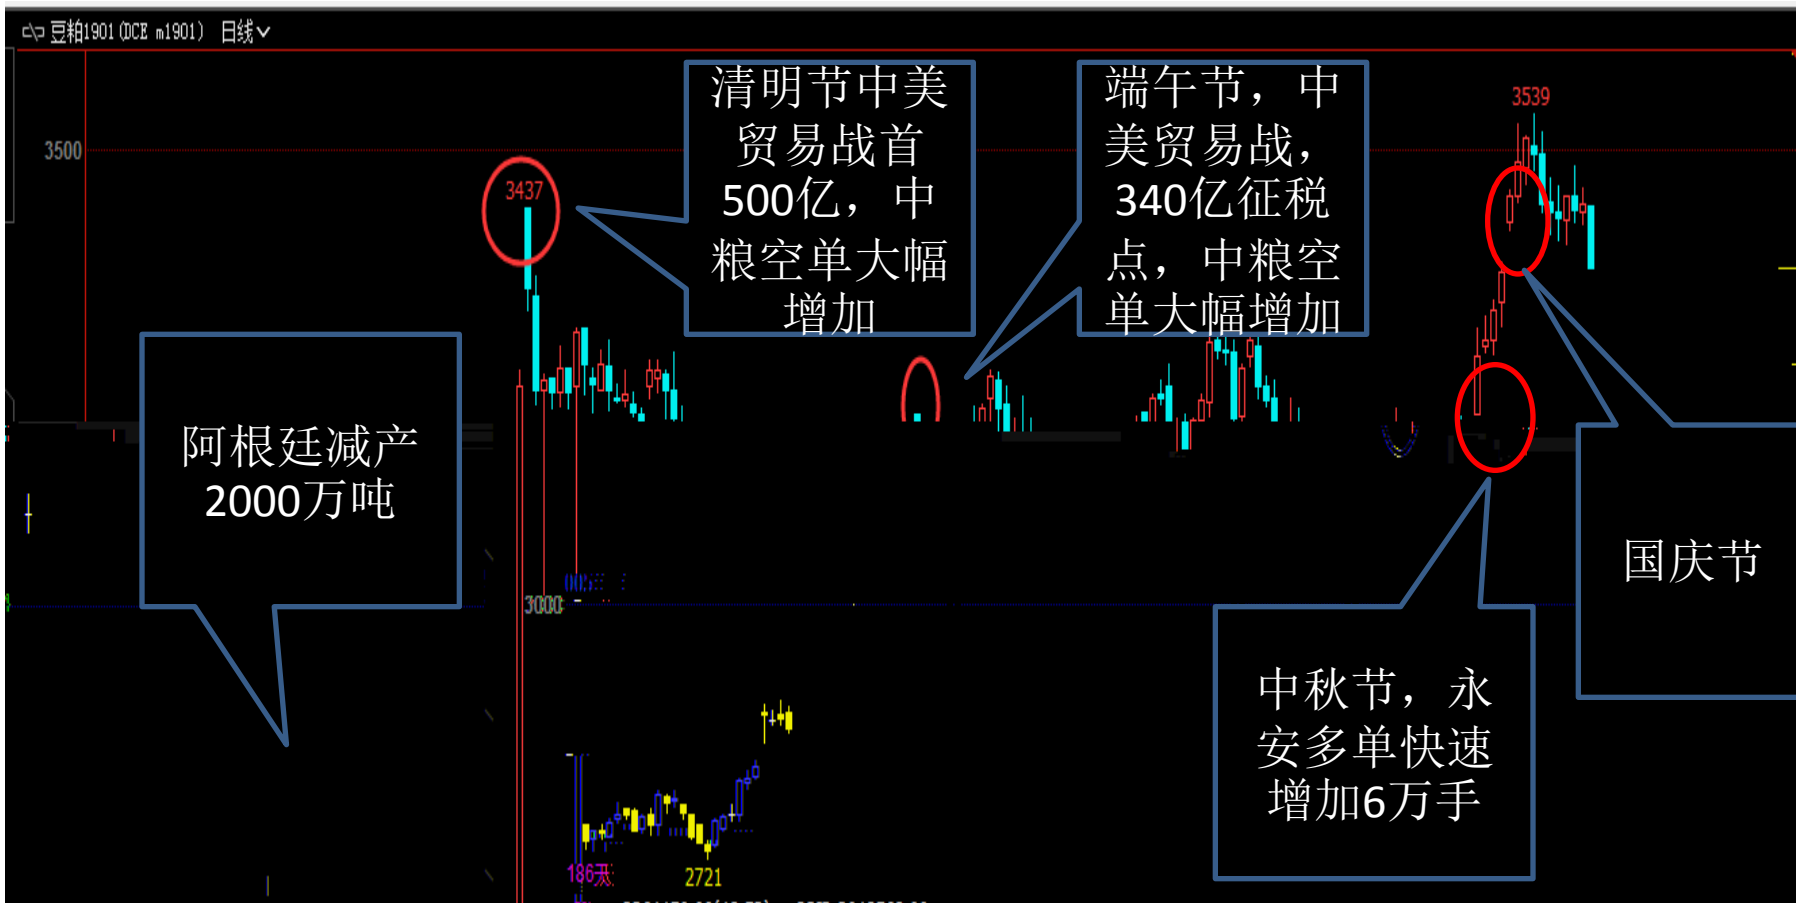 豆粕1901(DCE m1901) 日线
3500
3437
清明节中美
贸易战首
500亿，中
粮空单大幅
增加
端午节，中
美贸易战，
340亿征税
点，中粮空
单大幅增加
3539
阿根廷减产
2000万吨
3000
国庆节
中秋节，永
安多单快速
增加6万手
186天
2721